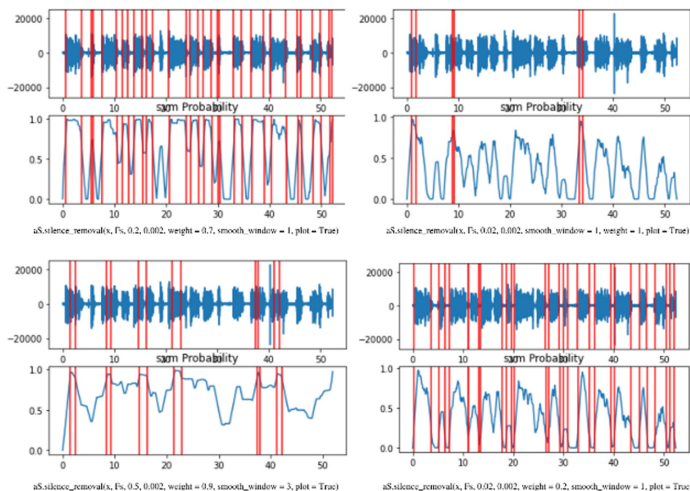 20000
0
−20000
0 10 20 30 40 50
svm Probability
1.0
0.5
0.0
0 10 20 30 40 50
aS.silence_removal(x, Fs, 0.2, 0.002, weight = 0.7, smooth_window = 1, plot = True)
20000
0
−20000
0 10 20 30 40 50
svm Probability
1.0
0.5
0.0
0 10 20 30 40 50
aS.silence_removal(x, Fs, 0.02, 0.002, smooth_window = 1, weight = 1, plot = True)
20000
0
−20000
0 10 20 30 40 50
svm Probability
1.0
0.5
0.0
0 10 20 30 40 50
aS.silence_removal(x, Fs, 0.5, 0.002, weight = 0.9, smooth_window = 3, plot = True)
20000
0
−20000
0 10 20 30 40 50
svm Probability
1.0
0.5
0.0
0 10 20 30 40 50
aS.silence_removal(x, Fs, 0.02, 0.002, weight = 0.2, smooth_window = 1, plot = True)